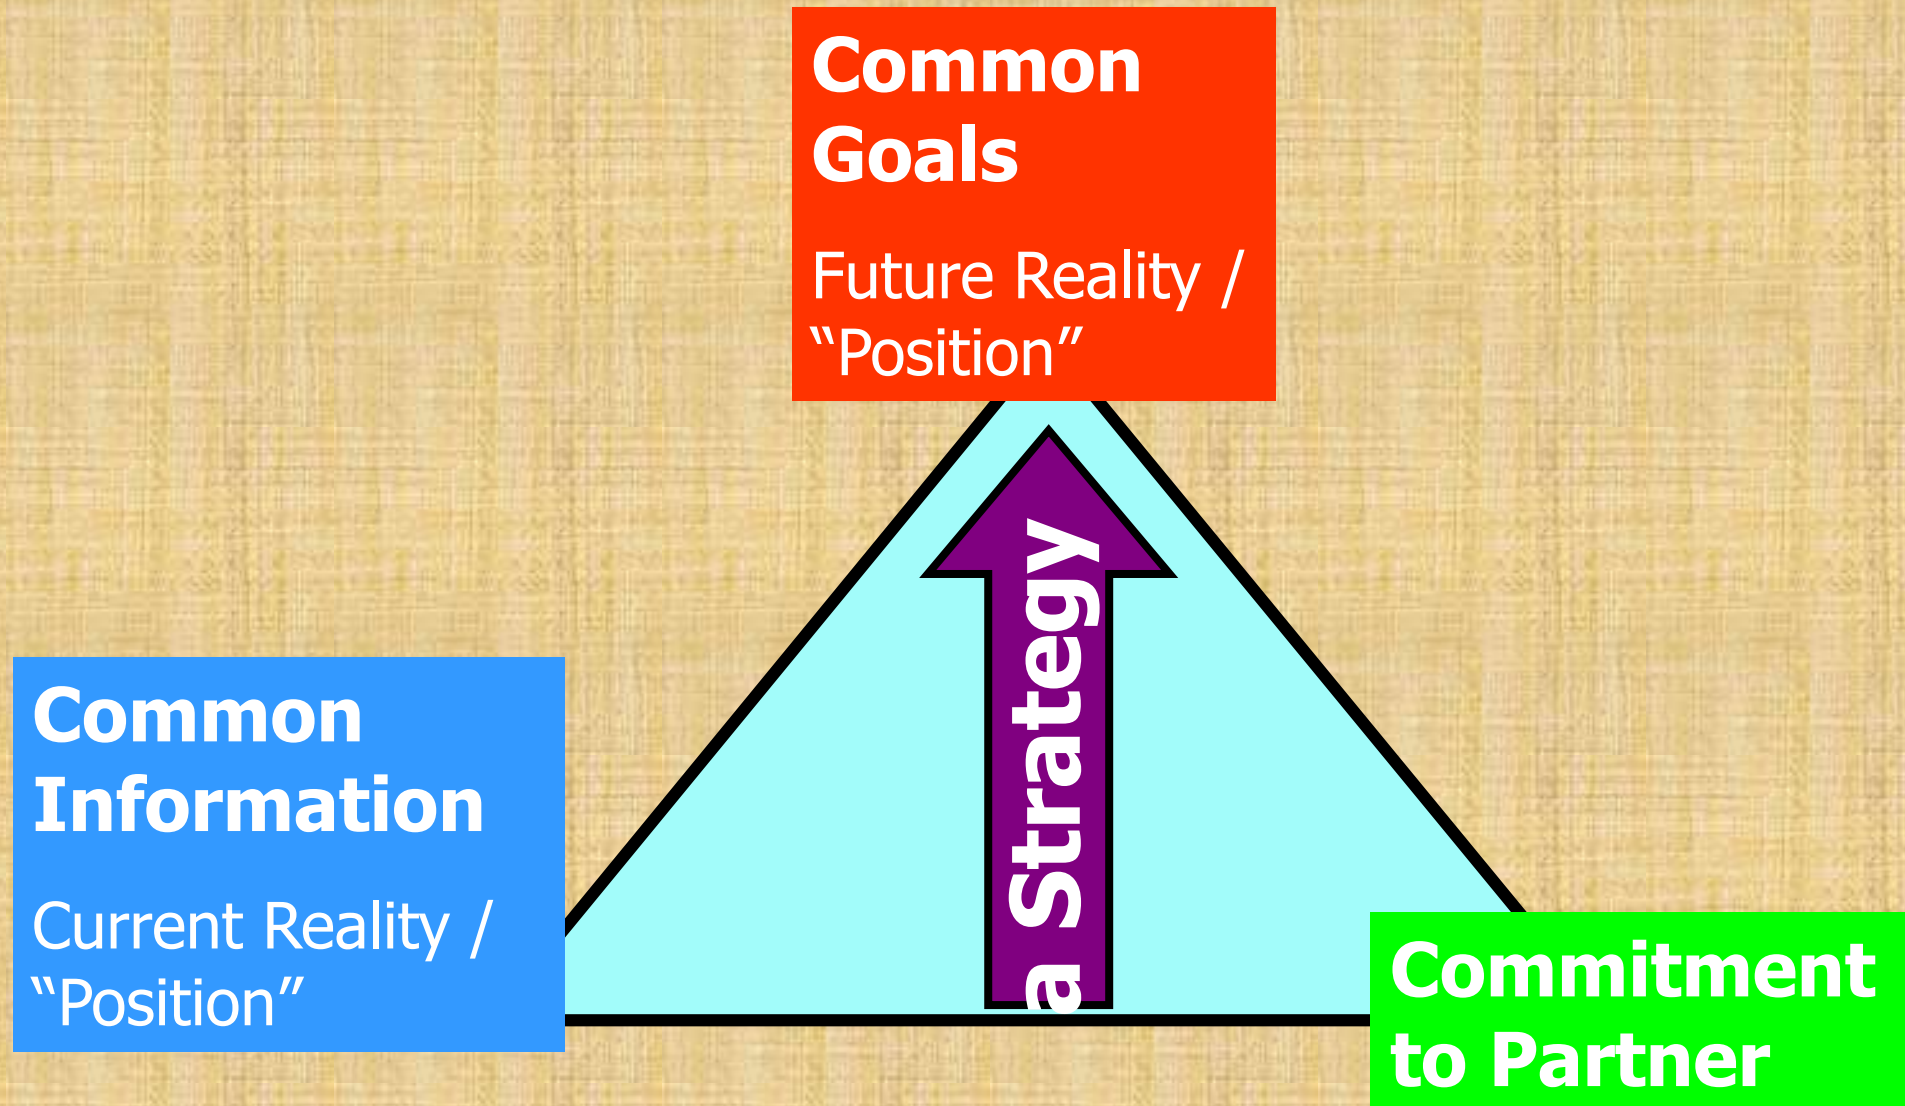 Common
Goals
Future Reality /
“Position”
a Strategy
Common
Information
Current Reality /
“Position”
Commitment
to Partner